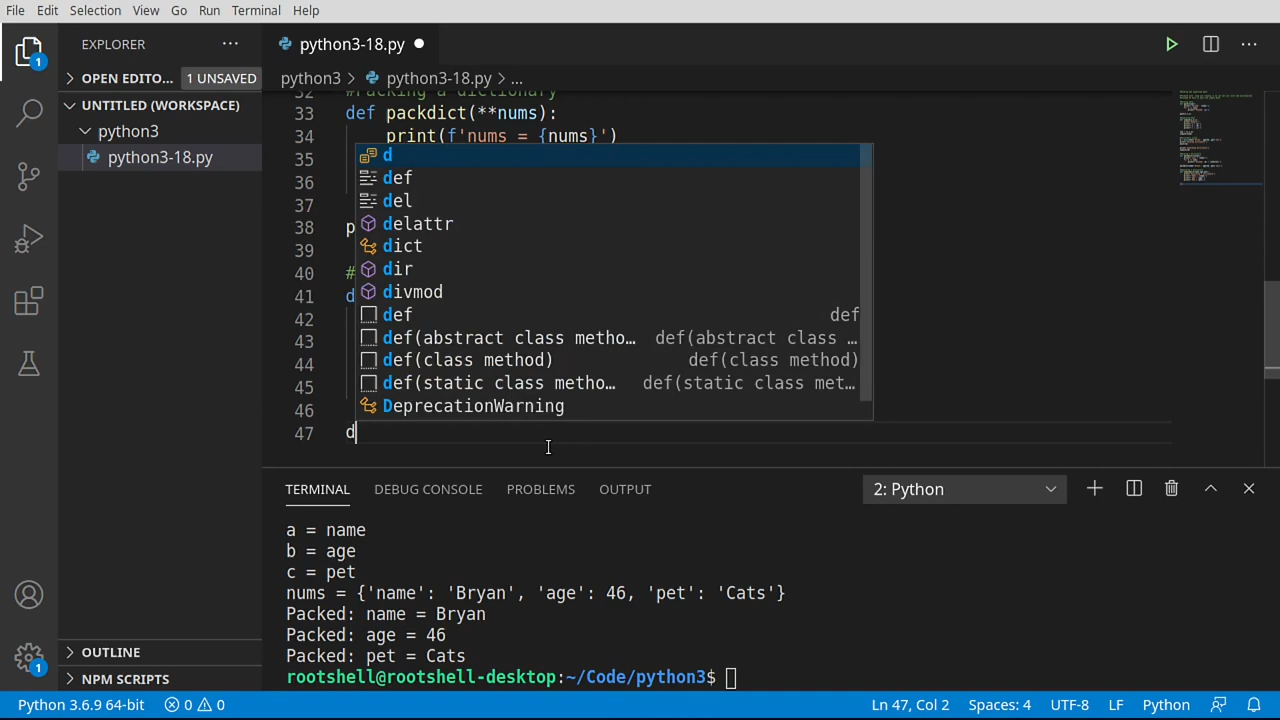 File Edit Selection View Go Run Terminal Help
1
EXPLORER
python3-18.py
OPEN EDITO... 1 UNSAVED
python3 python3-18.py ...
UNTITLED (WORKSPACE)
python3
python3-18.py
32 #Packing a dictionary
33 def packdict(**nums):
34 print(f'nums = {nums}')
35 d
36 def
37 del
38 p delattr
39 dict
40 # dir
41 d divmod
42 def def
43 def(abstract class metho... def(abstract class ...
44 def(class method) def(class method)
45 def(static class metho... def(static class met...
46 DeprecationWarning
47 d
TERMINAL DEBUG CONSOLE PROBLEMS OUTPUT 2: Python
a = name
b = age
c = pet
nums = {'name': 'Bryan', 'age': 46, 'pet': 'Cats'}
Packed: name = Bryan
Packed: age = 46
Packed: pet = Cats
rootshell@rootshell-desktop:~/Code/python3$
OUTLINE
NPM SCRIPTS
1
Python 3.6.9 64-bit 0 0 Ln 47, Col 2 Spaces: 4 UTF-8 LF Python